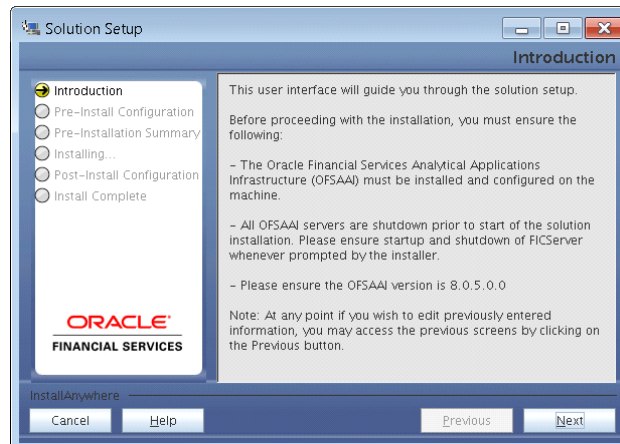 Solution Setup
Introduction
Introduction
Pre-Install Configuration
Pre-Installation Summary
Installing...
Post-Install Configuration
Install Complete
ORACLE®
FINANCIAL SERVICES
This user interface will guide you through the solution setup.
Before proceeding with the installation, you must ensure the
following:
- The Oracle Financial Services Analytical Applications
Infrastructure (OFSAAI) must be installed and configured on the
machine.
- All OFSAAI servers are shutdown prior to start of the solution
installation. Please ensure startup and shutdown of FICServer
whenever prompted by the installer.
- Please ensure the OFSAAI version is 8.0.5.0.0
Note: At any point if you wish to edit previously entered
information, you may access the previous screens by clicking on
the Previous button.
InstallAnywhere
Cancel
Help
Previous
Next